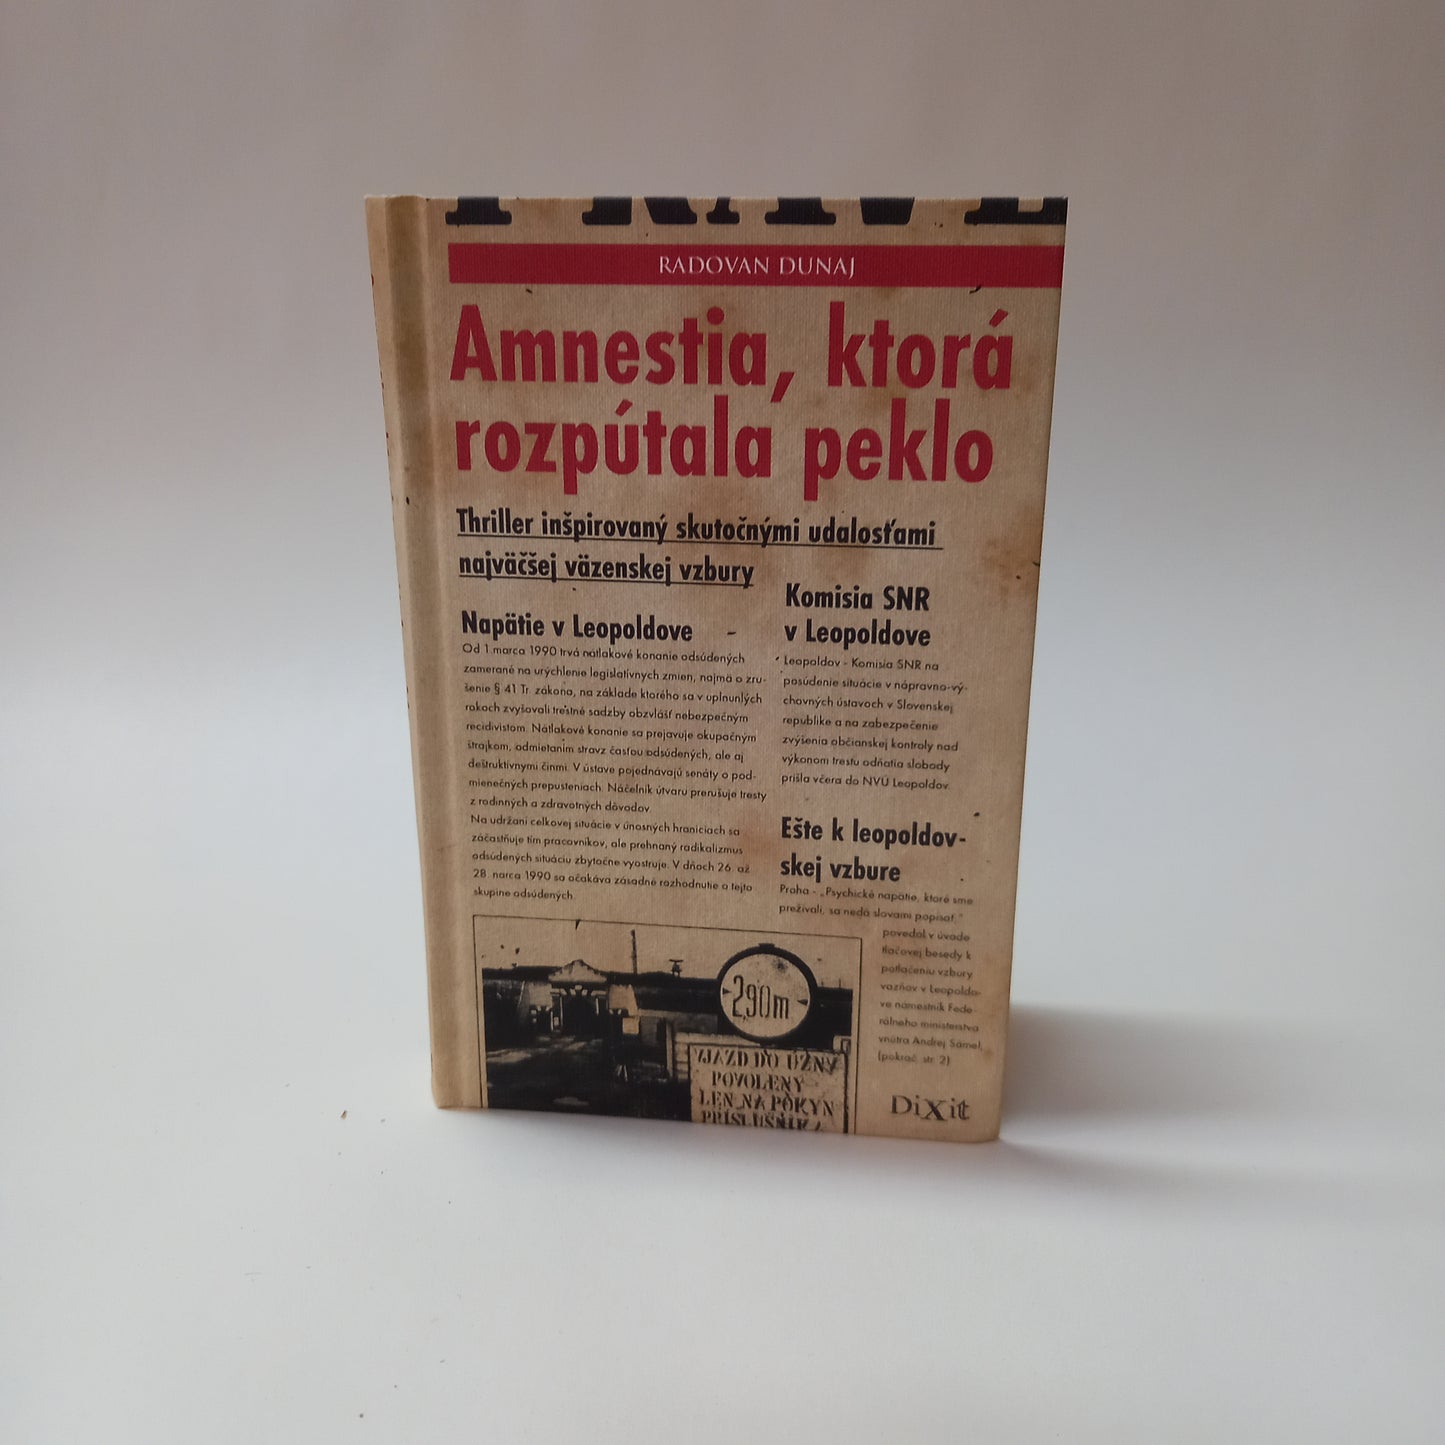 RADOVAN DUNAJ
Amnestia, ktorá
rozpútala peklo
Thriller inšpirovaný skutočnými udalosťami
najväčšej väzenskej vzbury
Napätie v Leopoldove
Od 1 marca 1990 trvá nátlakové konanie odsúdených
zamerané na urýchlenie legislatívnych zmien, najmä o zru-
šenie § 41 Tr. zákona, na základe ktorého sa v uplnunlých
rokoch zvyšovali trestné sadzby obzvlášť nebezpečným
recidivistom. Nátlakové konanie sa prejavuje okupačným
štrajkom, odmietaním stravz časťou odsúdených, ale aj
deštruktívnymi činmi. V ústave pojednávajú senáty o pod-
mienečných prepusteniach. Náčelník útvaru prerušuje tresty
z rodinných a zdravotných dôvodov.
Na udržaní celkovej situácie v únosných hraniciach sa
záčastňuje tím pracovníkov, ale prehnaný radikalizmus
odsúdených situáciu zbytočne vyostruje. V dňoch 26. až
28. narca 1990 sa očakáva zásadné rozhodnutie o tejto
skupine odsúdených.
Komisia SNR
v Leopoldove
Leopoldov - Komisia SNR na
posúdenie situácie v nápravno-vý-
chovných ústavoch v Slovenskej
republike a na zabezpečenie
zvýšenia občianskej kontroly nad
výkonom trestu odňatia slobody
prišla včera do NVÚ Leopoldov.
Ešte k leopoldov-
skej vzbure
Praha - „Psychické napätie, ktoré sme
prežívali, sa nedá slovami popísať,"
povedal v úvode
tlačovej besedy k
potlačeniu vzbury
väzňov v Leopoldo-
ve námestník Fede-
rálneho ministerstva
vnútra Andrej Sámel,
(pokrač. str. 2)
2,90m
VJAZD DO ÚZNV
POVOLENÝ
LEN NA POKYN
PRÍSLUŠNÍKA
DiXit